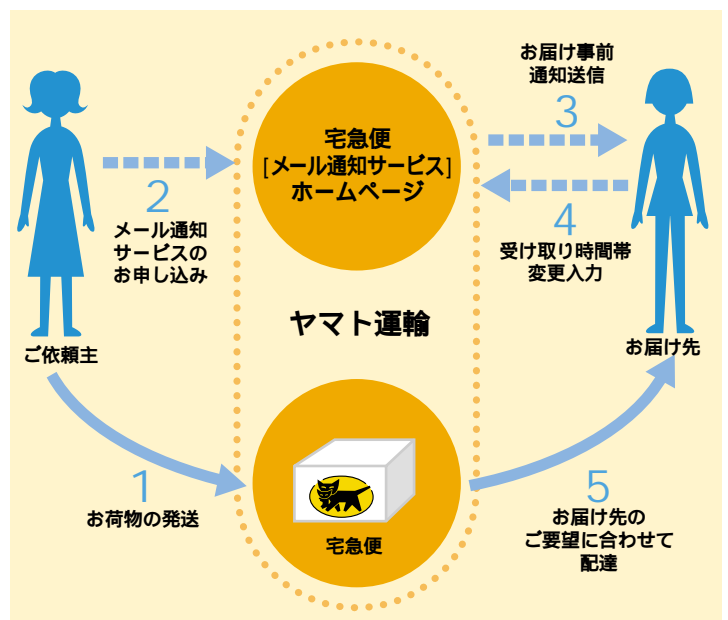 お届け事前
通知送信
3
宅急便
[メール通知サービス]
ホームページ
2
メール通知
サービスの
お申し込み
4
受け取り時間帯
変更入力
ヤマト運輸
ご依頼主
お届け先
1
お荷物の発送
宅急便
5
お届け先の
ご要望に合わせて
配達